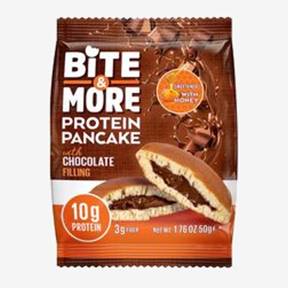 BiTE
&
MORE
PROTEIN
PANCAKE
with
CHOCOLATE
FILLING
SWEETENED
WITH
HONEY
10g
PROTEIN
3g FIBER
NET WT. 1.76 OZ (50g)